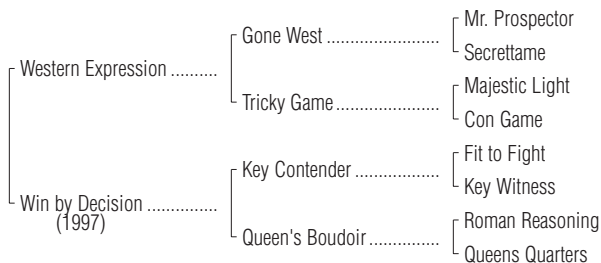 Mr. Prospector
Gone West ........................
Secrettame
Western Expression ..........
Majestic Light
Tricky Game ......................
Con Game
Fit to Fight
Key Contender ..................
Key Witness
Win by Decision ...............
(1997)
Roman Reasoning
Queen's Boudoir ...............
Queens Quarters